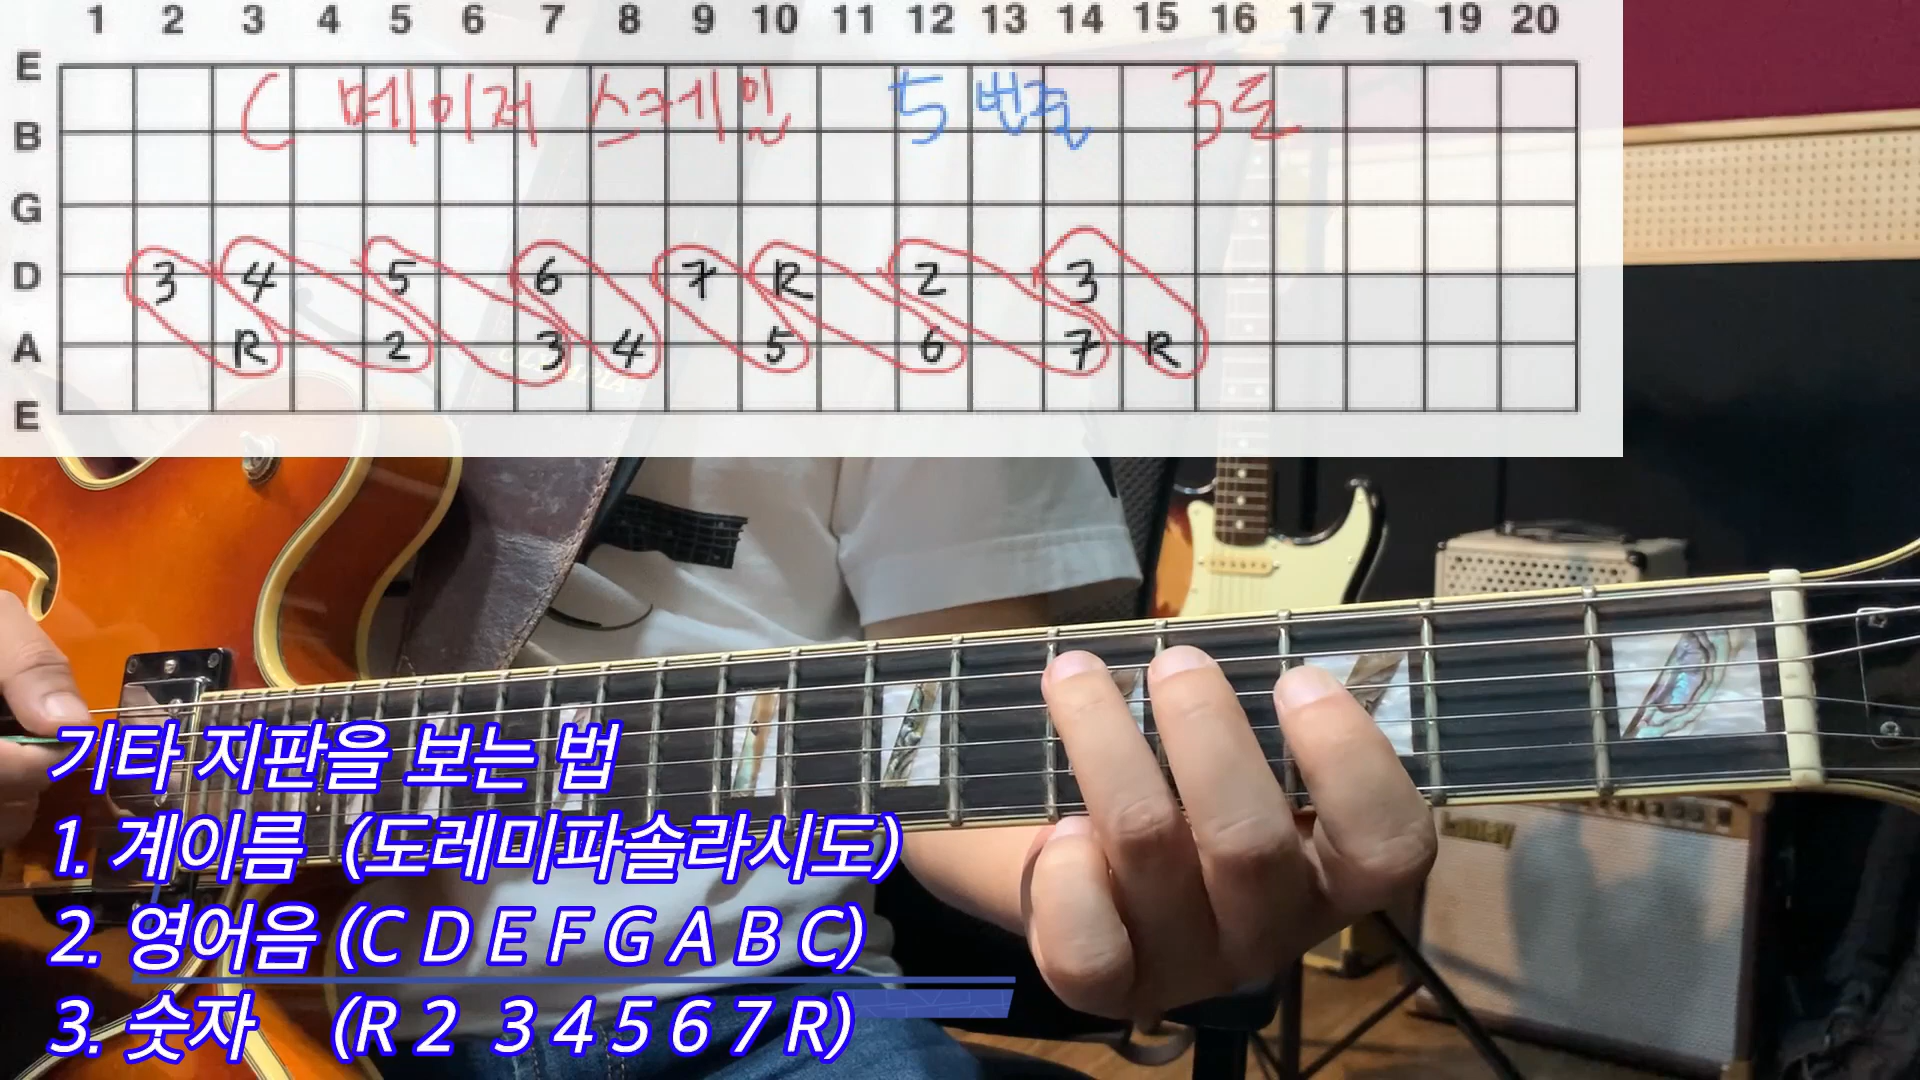 1 2 3 4 5 6 7 8 9 10 11 12 13 14 15 16 17 18 19 20
E
C 메이저 스케일 5번줄 3도
B
G
D 3 4 5 6 7 R 2 3
A R 2 3 4 5 6 7 R
E
OLYMPIA
기타 지판을 보는 법
1. 계이름 (도레미파솔라시도)
2. 영어음 (C D E F G A B C)
3. 숫자 (R 2 3 4 5 6 7 R)